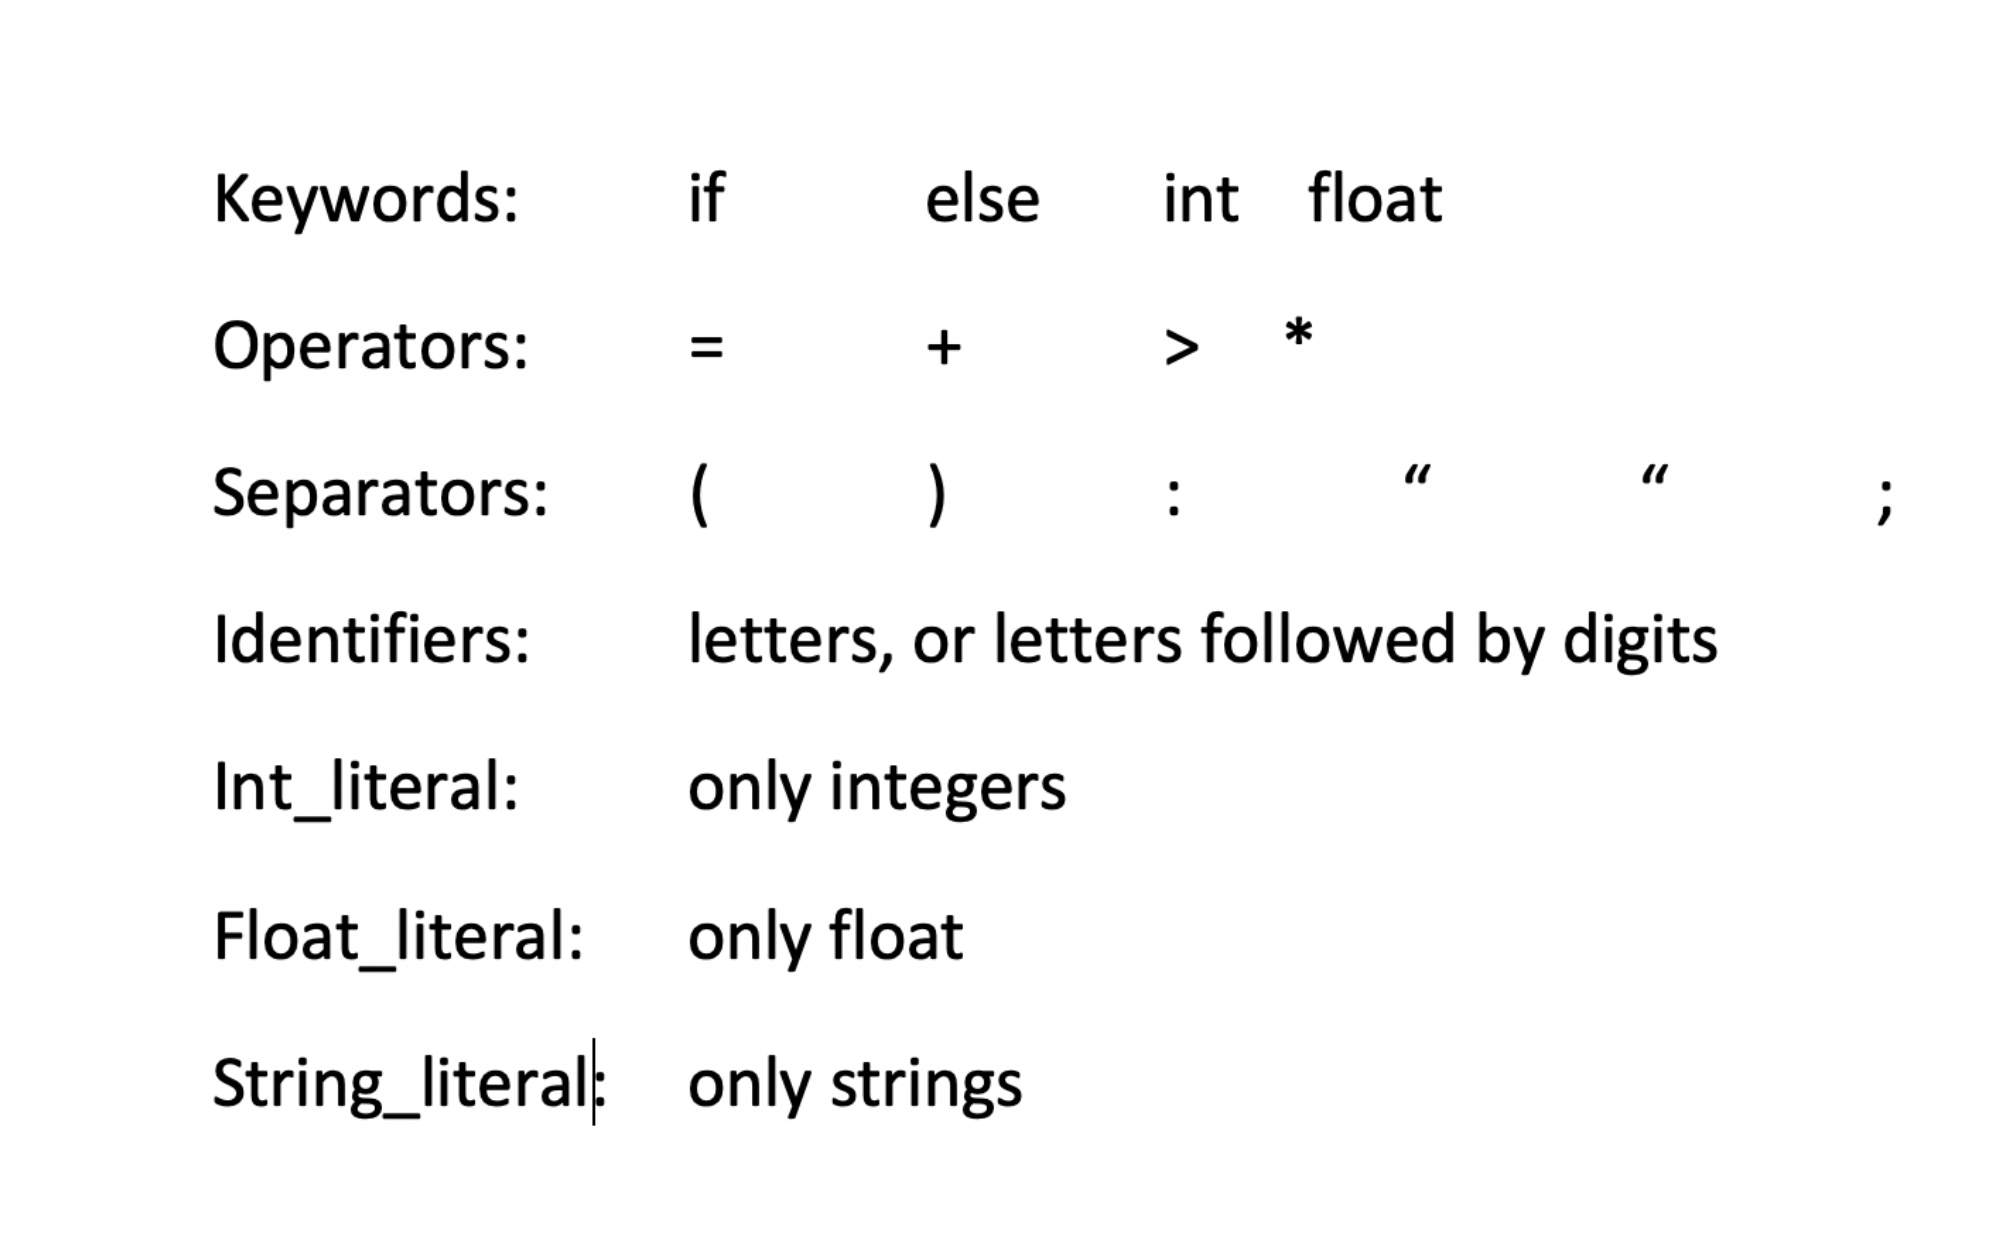 Keywords: if else int float
Operators: = + > *
Separators: ( ) : “ “ ;
Identifiers: letters, or letters followed by digits
Int_literal: only integers
Float_literal: only float
String_literal: only strings